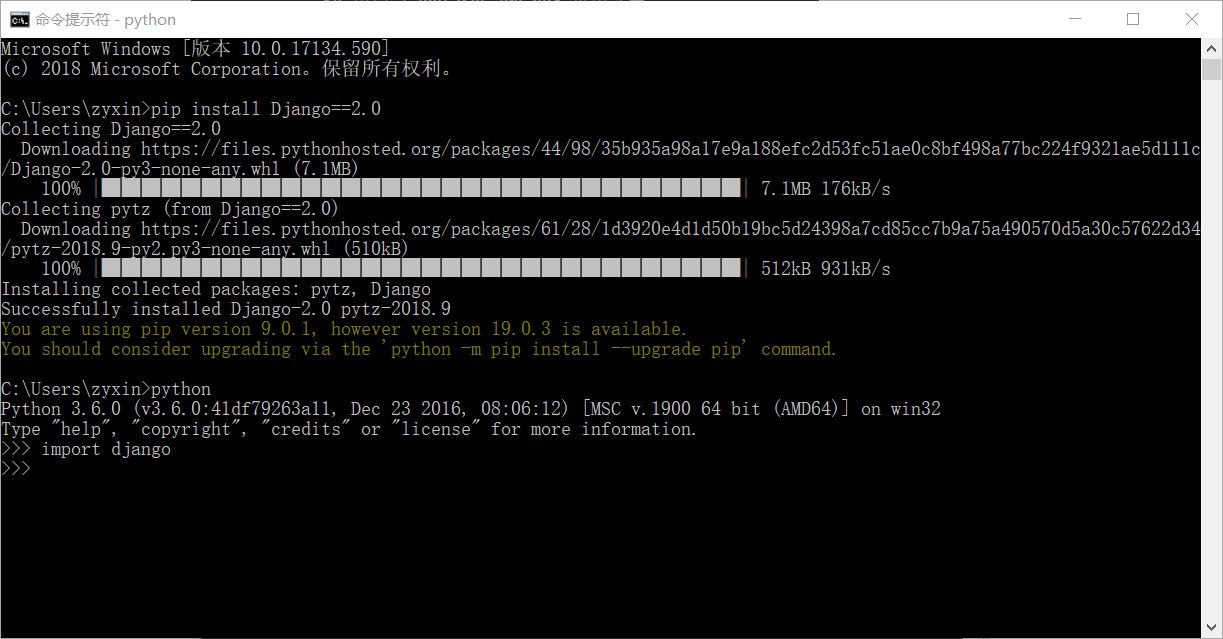 命令提示符 - python
Microsoft Windows [版本 10.0.17134.590]
(c) 2018 Microsoft Corporation。保留所有权利。
C:\Users\zyxin>pip install Django==2.0
Collecting Django==2.0
  Downloading https://files.pythonhosted.org/packages/44/98/35b935a98a17e9a188efc2d53fc51ae0c8bf498a77bc224f9321ae5d111c
/Django-2.0-py3-none-any.whl (7.1MB)
    100% |████████████████████████████████| 7.1MB 176kB/s
Collecting pytz (from Django==2.0)
  Downloading https://files.pythonhosted.org/packages/61/28/1d3920e4d1d50b19bc5d24398a7cd85cc7b9a75a490570d5a30c57622d34
/pytz-2018.9-py2.py3-none-any.whl (510kB)
    100% |████████████████████████████████| 512kB 931kB/s
Installing collected packages: pytz, Django
Successfully installed Django-2.0 pytz-2018.9
You are using pip version 9.0.1, however version 19.0.3 is available.
You should consider upgrading via the 'python -m pip install --upgrade pip' command.
C:\Users\zyxin>python
Python 3.6.0 (v3.6.0:41df79263a11, Dec 23 2016, 08:06:12) [MSC v.1900 64 bit (AMD64)] on win32
Type "help", "copyright", "credits" or "license" for more information.
>>> import django
>>>